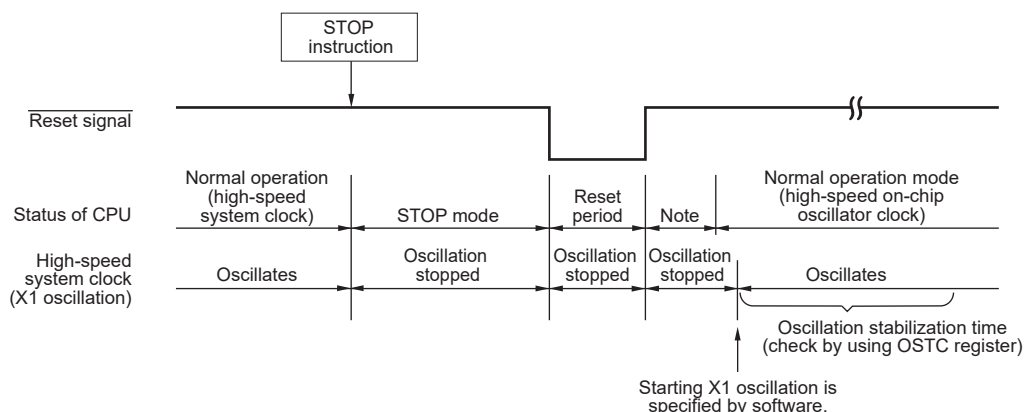 STOP
instruction
Reset signal
Status of CPU
Normal operation
(high-speed
system clock)
STOP mode
Reset
period
Note
Normal operation mode
(high-speed on-chip
oscillator clock)
High-speed
system clock
(X1 oscillation)
Oscillates
Oscillation
stopped
Oscillation
stopped
Oscillation
stopped
Oscillates
Oscillation stabilization time
(check by using OSTC register)
Starting X1 oscillation is
specified by software.